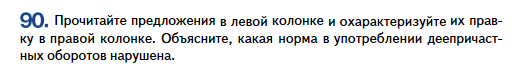 90. Прочитайте предложения в левой колонке и охарактеризуйте их прав-
ку в правой колонке. Объясните, какая норма в употреблении деепричаст-
ных оборотов нарушена.